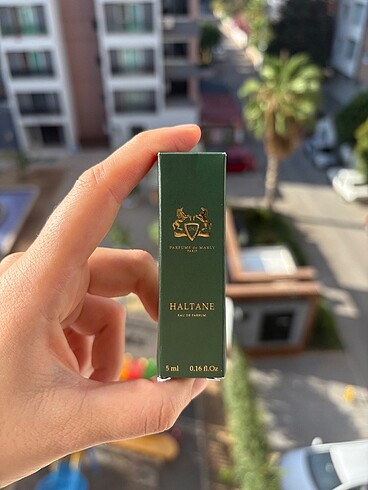 PARFUMS de MARLY
PARIS
HALTANE
EAU DE PARFUM
5 ml 0.16 fl.Oz